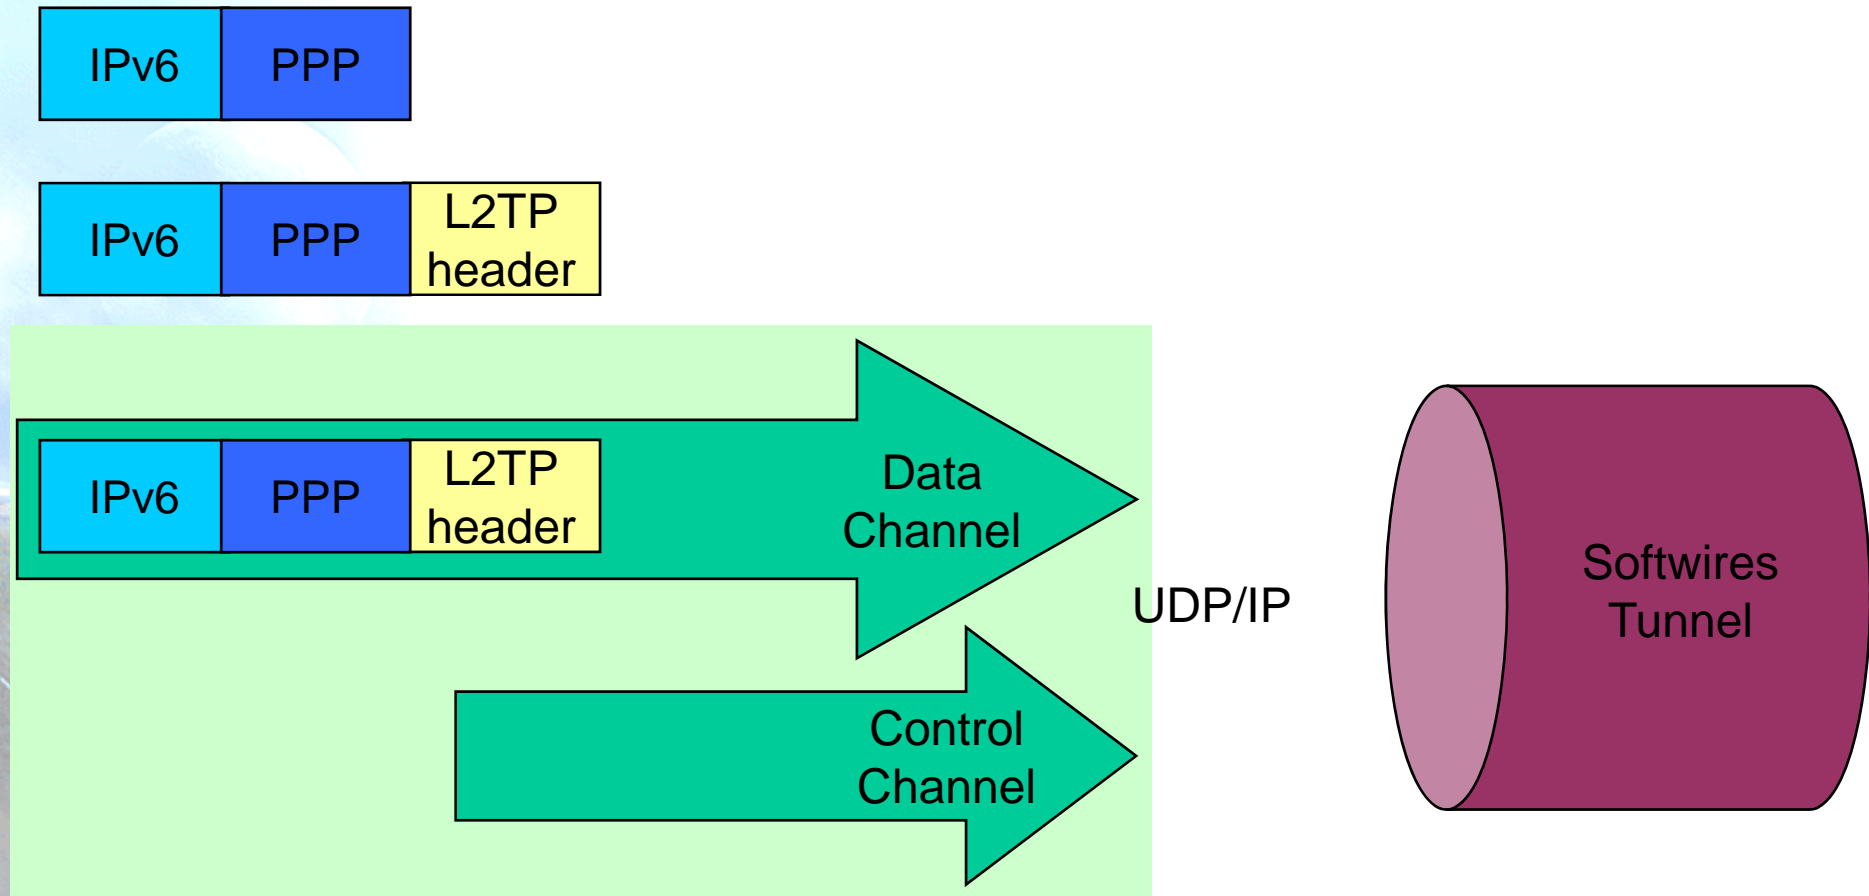 IPv6 PPP
IPv6 PPP L2TP
header
IPv6 PPP L2TP
header
Data
Channel
UDP/IP
Softwires
Tunnel
Control
Channel